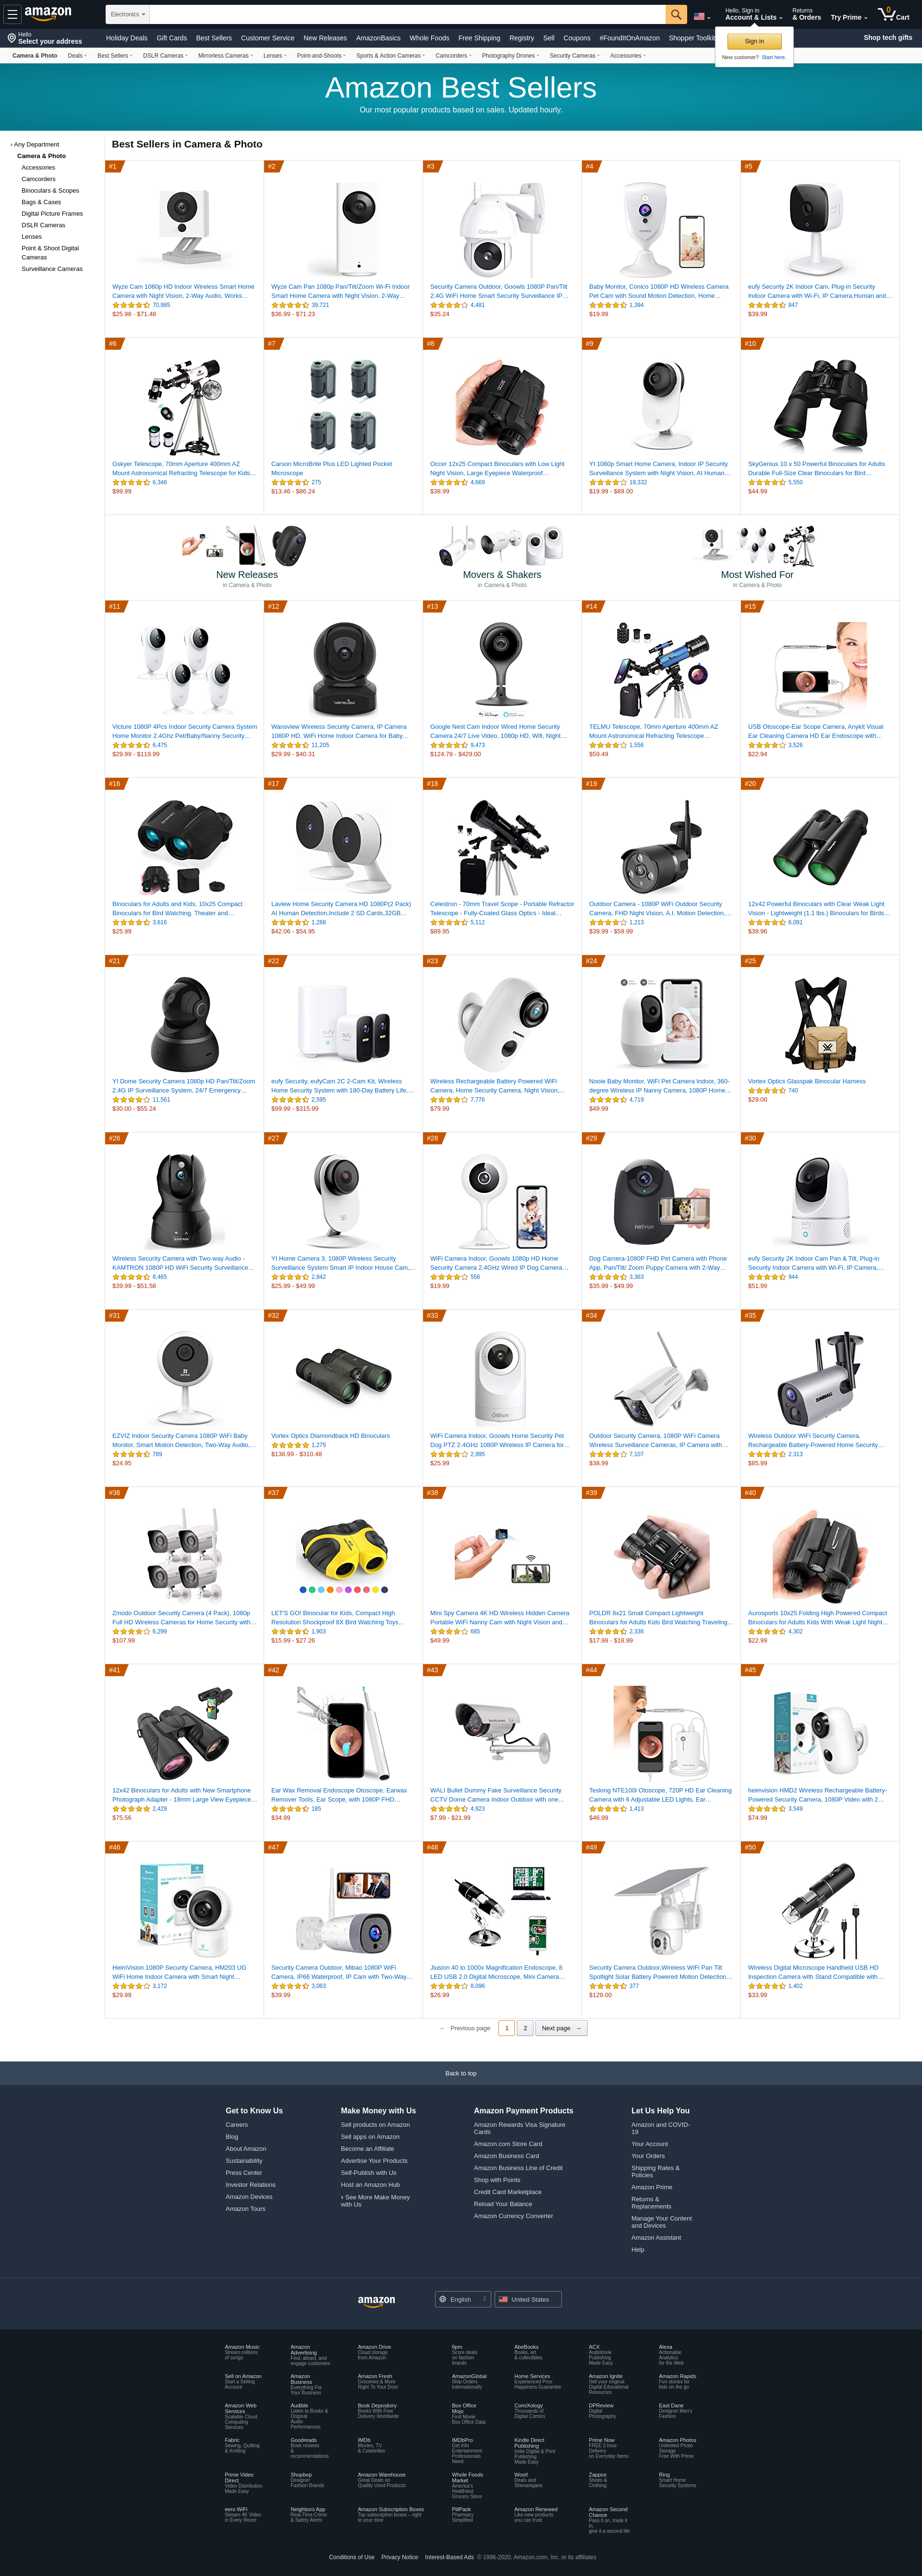 amazon
Electronics
Hello, Sign in
Account & Lists
Returns
& Orders
Try Prime
0
Cart
Hello
Select your address
Holiday Deals Gift Cards Best Sellers Customer Service New Releases AmazonBasics Whole Foods Free Shipping Registry Sell Coupons #FoundItOnAmazon Shopper Toolkit
Shop tech gifts
Sign in
New customer? Start here.
Camera & Photo Deals Best Sellers DSLR Cameras Mirrorless Cameras Lenses Point-and-Shoots Sports & Action Cameras Camcorders Photography Drones Security Cameras Accessories
Amazon Best Sellers
Our most popular products based on sales. Updated hourly.
‹ Any Department
Camera & Photo
Accessories
Camcorders
Binoculars & Scopes
Bags & Cases
Digital Picture Frames
DSLR Cameras
Lenses
Point & Shoot Digital
Cameras
Surveillance Cameras
Best Sellers in Camera & Photo
#1
Wyze Cam 1080p HD Indoor Wireless Smart Home
Camera with Night Vision, 2-Way Audio, Works…
70,985
$25.98 - $71.48
#2
Wyze Cam Pan 1080p Pan/Tilt/Zoom Wi-Fi Indoor
Smart Home Camera with Night Vision, 2-Way…
39,721
$36.99 - $71.23
#3
Security Camera Outdoor, Goowls 1080P Pan/Tilt
2.4G WiFi Home Smart Security Surveillance IP…
4,481
$35.24
#4
Baby Monitor, Conico 1080P HD Wireless Camera
Pet Cam with Sound Motion Detection, Home…
1,394
$19.99
#5
eufy Security 2K Indoor Cam, Plug-in Security
Indoor Camera with Wi-Fi, IP Camera,Human and…
847
$39.99
#6
Gskyer Telescope, 70mm Aperture 400mm AZ
Mount Astronomical Refracting Telescope for Kids…
6,346
$99.99
#7
Carson MicroBrite Plus LED Lighted Pocket
Microscope
275
$13.46 - $86.24
#8
Occer 12x25 Compact Binoculars with Low Light
Night Vision, Large Eyepiece Waterproof…
4,669
$38.99
#9
YI 1080p Smart Home Camera, Indoor IP Security
Surveillance System with Night Vision, AI Human…
19,332
$19.99 - $89.00
#10
SkyGenius 10 x 50 Powerful Binoculars for Adults
Durable Full-Size Clear Binoculars for Bird…
5,550
$44.99
New Releases
in Camera & Photo
Movers & Shakers
in Camera & Photo
Most Wished For
in Camera & Photo
#11
Victure 1080P 4Pcs Indoor Security Camera System
Home Monitor 2.4Ghz Pet/Baby/Nanny Security…
6,475
$29.99 - $119.99
#12
Wansview Wireless Security Camera, IP Camera
1080P HD, WiFi Home Indoor Camera for Baby…
11,205
$29.99 - $40.31
#13
Google Nest Cam Indoor Wired Home Security
Camera 24/7 Live Video, 1080p HD, Wifi, Night…
9,473
$124.78 - $429.00
#14
TELMU Telescope, 70mm Aperture 400mm AZ
Mount Astronomical Refracting Telescope…
1,556
$59.49
#15
USB Otoscope-Ear Scope Camera, Anykit Visual
Ear Cleaning Camera HD Ear Endoscope with…
3,526
$22.94
#16
Binoculars for Adults and Kids, 10x25 Compact
Binoculars for Bird Watching, Theater and…
3,616
$25.99
#17
Laview Home Security Camera HD 1080P(2 Pack)
AI Human Detection,Include 2 SD Cards,32GB…
1,288
$42.06 - $54.95
#18
Celestron - 70mm Travel Scope - Portable Refractor
Telescope - Fully-Coated Glass Optics - Ideal…
5,112
$89.95
#19
Outdoor Camera - 1080P WiFi Outdoor Security
Camera, FHD Night Vision, A.I. Motion Detection,…
1,213
$39.99 - $59.99
#20
12x42 Powerful Binoculars with Clear Weak Light
Vision - Lightweight (1.1 lbs.) Binoculars for Birds…
6,091
$39.96
#21
YI Dome Security Camera 1080p HD Pan/Tilt/Zoom
2.4G IP Surveillance System, 24/7 Emergency…
11,561
$30.00 - $55.24
#22
eufy Security, eufyCam 2C 2-Cam Kit, Wireless
Home Security System with 180-Day Battery Life,…
2,595
$99.99 - $315.99
#23
Wireless Rechargeable Battery Powered WiFi
Camera, Home Security Camera, Night Vision,…
7,776
$79.99
#24
Nooie Baby Monitor, WiFi Pet Camera Indoor, 360-
degree Wireless IP Nanny Camera, 1080P Home…
4,719
$49.99
#25
Vortex Optics Glasspak Binocular Harness
740
$29.00
#26
Wireless Security Camera with Two-way Audio -
KAMTRON 1080P HD WiFi Security Surveillance…
8,465
$39.99 - $51.58
#27
YI Home Camera 3, 1080P Wireless Security
Surveillance System Smart IP Indoor House Cam,…
2,842
$25.99 - $49.99
#28
WiFi Camera Indoor, Goowls 1080p HD Home
Security Camera 2.4GHz Wired IP Dog Camera…
556
$19.99
#29
netvue
Dog Camera-1080P FHD Pet Camera with Phone
App, Pan/Tilt/ Zoom Puppy Camera with 2-Way…
3,363
$35.99 - $49.99
#30
eufy Security 2K Indoor Cam Pan & Tilt, Plug-in
Security Indoor Camera with Wi-Fi, IP Camera,…
944
$51.99
#31
EZVIZ Indoor Security Camera 1080P WiFi Baby
Monitor, Smart Motion Detection, Two-Way Audio,…
789
$24.95
#32
Vortex Optics Diamondback HD Binoculars
1,275
$136.99 - $310.48
#33
WiFi Camera Indoor, Goowls Home Security Pet
Dog PTZ 2.4GHz 1080P Wireless IP Camera for…
2,995
$25.99
#34
Outdoor Security Camera, 1080P WiFi Camera
Wireless Surveillance Cameras, IP Camera with…
7,107
$38.99
#35
Wireless Outdoor WiFi Security Camera,
Rechargeable Battery-Powered Home Security…
2,313
$85.99
#36
Zmodo Outdoor Security Camera (4 Pack), 1080p
Full HD Wireless Cameras for Home Security with…
6,299
$107.99
#37
LET'S GO! Binocular for Kids, Compact High
Resolution Shockproof 8X Bird Watching Toys…
1,903
$15.99 - $27.26
#38
Mini Spy Camera 4K HD Wireless Hidden Camera
Portable WiFi Nanny Cam with Night Vision and…
685
$49.99
#39
POLDR 8x21 Small Compact Lightweight
Binoculars for Adults Kids Bird Watching Traveling…
2,336
$17.99 - $18.99
#40
Aurosports 10x25 Folding High Powered Compact
Binoculars for Adults Kids With Weak Light Night…
4,302
$22.99
#41
12x42 Binoculars for Adults with New Smartphone
Photograph Adapter - 18mm Large View Eyepiece…
2,429
$75.56
#42
Ear Wax Removal Endoscope Otoscope, Earwax
Remover Tools, Ear Scope, with 1080P FHD…
185
$34.99
#43
WALI Bullet Dummy Fake Surveillance Security
CCTV Dome Camera Indoor Outdoor with one…
4,923
$7.99 - $21.99
#44
Teslong NTE100i Otoscope, 720P HD Ear Cleaning
Camera with 6 Adjustable LED Lights, Ear…
1,413
$46.99
#45
heimvision HMD2 Wireless Rechargeable Battery-
Powered Security Camera, 1080P Video with 2…
3,549
$74.99
#46
HeimVision 1080P Security Camera, HM203 UG
WiFi Home Indoor Camera with Smart Night…
3,172
$29.99
#47
Security Camera Outdoor, Mibao 1080P WiFi
Camera, IP66 Waterproof, IP Cam with Two-Way…
3,063
$39.99
#48
Jiusion 40 to 1000x Magnification Endoscope, 8
LED USB 2.0 Digital Microscope, Mini Camera…
8,096
$26.99
#49
Security Camera Outdoor,Wireless WiFi Pan Tilt
Spotlight Solar Battery Powered Motion Detection…
377
$129.00
#50
Wireless Digital Microscope Handheld USB HD
Inspection Camera with Stand Compatible with…
1,402
$33.99
← Previous page 1 2 Next page →
Back to top
Get to Know Us
Careers
Blog
About Amazon
Sustainability
Press Center
Investor Relations
Amazon Devices
Amazon Tours
Make Money with Us
Sell products on Amazon
Sell apps on Amazon
Become an Affiliate
Advertise Your Products
Self-Publish with Us
Host an Amazon Hub
› See More Make Money
with Us
Amazon Payment Products
Amazon Rewards Visa Signature
Cards
Amazon.com Store Card
Amazon Business Card
Amazon Business Line of Credit
Shop with Points
Credit Card Marketplace
Reload Your Balance
Amazon Currency Converter
Let Us Help You
Amazon and COVID-
19
Your Account
Your Orders
Shipping Rates &
Policies
Amazon Prime
Returns &
Replacements
Manage Your Content
and Devices
Amazon Assistant
Help
amazon
English
United States
Amazon Music
Stream millions
of songs
Amazon
Advertising
Find, attract, and
engage customers
Amazon Drive
Cloud storage
from Amazon
6pm
Score deals
on fashion
brands
AbeBooks
Books, art
& collectibles
ACX
Audiobook
Publishing
Made Easy
Alexa
Actionable
Analytics
for the Web
Sell on Amazon
Start a Selling
Account
Amazon
Business
Everything For
Your Business
Amazon Fresh
Groceries & More
Right To Your Door
AmazonGlobal
Ship Orders
Internationally
Home Services
Experienced Pros
Happiness Guarantee
Amazon Ignite
Sell your original
Digital Educational
Resources
Amazon Rapids
Fun stories for
kids on the go
Amazon Web
Services
Scalable Cloud
Computing
Services
Audible
Listen to Books &
Original
Audio
Performances
Book Depository
Books With Free
Delivery Worldwide
Box Office
Mojo
Find Movie
Box Office Data
ComiXology
Thousands of
Digital Comics
DPReview
Digital
Photography
East Dane
Designer Men's
Fashion
Fabric
Sewing, Quilting
& Knitting
Goodreads
Book reviews
&
recommendations
IMDb
Movies, TV
& Celebrities
IMDbPro
Get Info
Entertainment
Professionals
Need
Kindle Direct
Publishing
Indie Digital & Print
Publishing
Made Easy
Prime Now
FREE 2-hour
Delivery
on Everyday Items
Amazon Photos
Unlimited Photo
Storage
Free With Prime
Prime Video
Direct
Video Distribution
Made Easy
Shopbop
Designer
Fashion Brands
Amazon Warehouse
Great Deals on
Quality Used Products
Whole Foods
Market
America's
Healthiest
Grocery Store
Woot!
Deals and
Shenanigans
Zappos
Shoes &
Clothing
Ring
Smart Home
Security Systems
eero WiFi
Stream 4K Video
in Every Room
Neighbors App
Real-Time Crime
& Safety Alerts
Amazon Subscription Boxes
Top subscription boxes – right
to your door
PillPack
Pharmacy
Simplified
Amazon Renewed
Like-new products
you can trust
Amazon Second
Chance
Pass it on, trade it
in,
give it a second life
Conditions of Use Privacy Notice Interest-Based Ads © 1996-2020, Amazon.com, Inc. or its affiliates